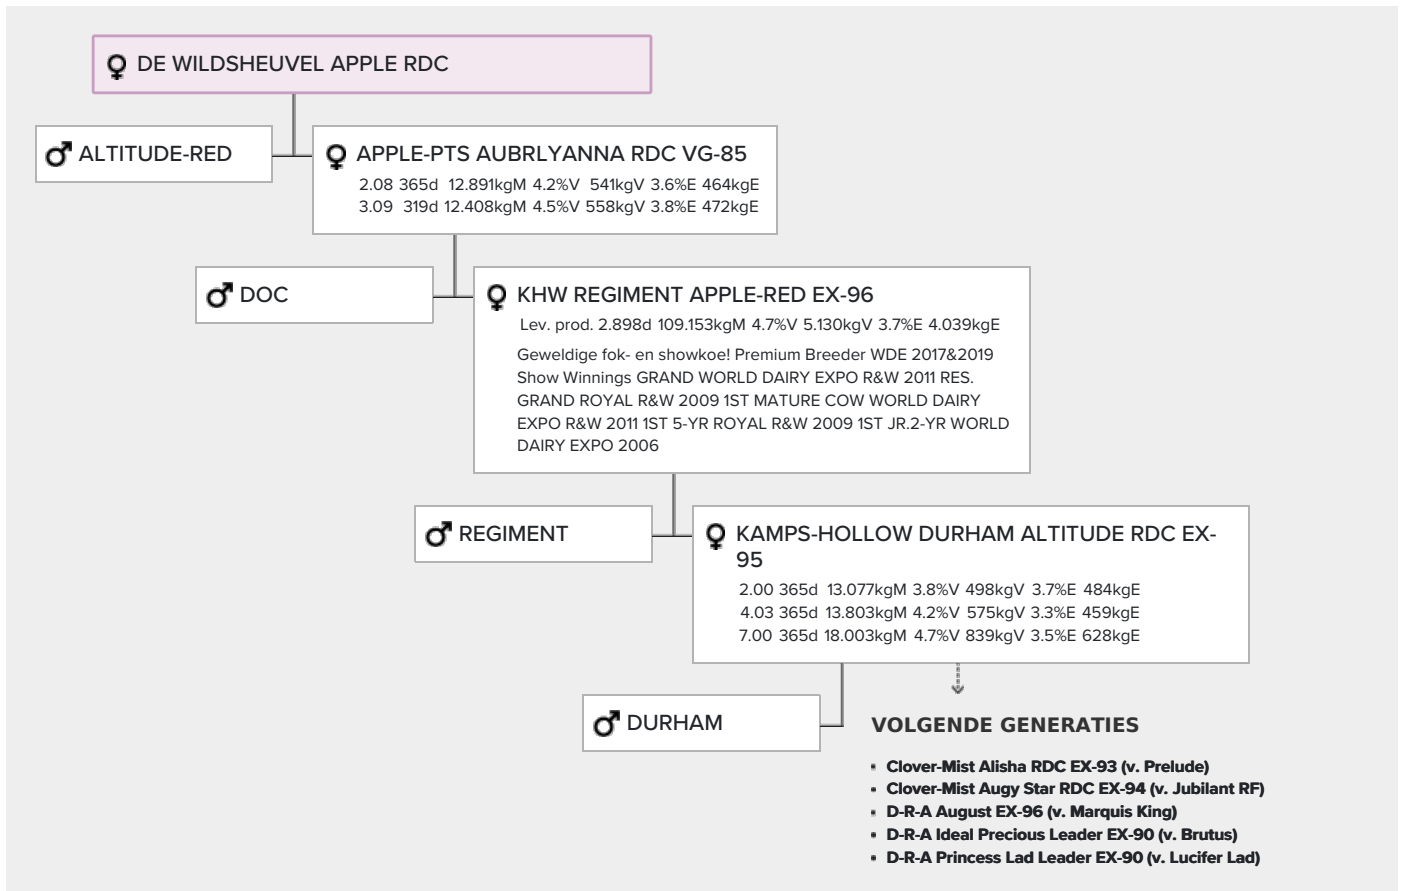 DE WILDSHEUVEL APPLE RDC
ALTITUDE-RED
APPLE-PTS AUBRLYANNA RDC VG-85
2.08 365d 12.891kgM 4.2%V 541kgV 3.6%E 464kgE
3.09 319d 12.408kgM 4.5%V 558kgV 3.8%E 472kgE
DOC
KHW REGIMENT APPLE-RED EX-96
Lev. prod. 2.898d 109.153kgM 4.7%V 5.130kgV 3.7%E 4.039kgE
Geweldige fok- en showkoe! Premium Breeder WDE 2017&2019
Show Winnings GRAND WORLD DAIRY EXPO R&W 2011 RES.
GRAND ROYAL R&W 2009 1ST MATURE COW WORLD DAIRY
EXPO R&W 2011 1ST 5-YR ROYAL R&W 2009 1ST JR.2-YR WORLD
DAIRY EXPO 2006
REGIMENT
KAMPS-HOLLOW DURHAM ALTITUDE RDC EX-
95
2.00 365d 13.077kgM 3.8%V 498kgV 3.7%E 484kgE
4.03 365d 13.803kgM 4.2%V 575kgV 3.3%E 459kgE
7.00 365d 18.003kgM 4.7%V 839kgV 3.5%E 628kgE
DURHAM
VOLGENDE GENERATIES
▪ Clover-Mist Alisha RDC EX-93 (v. Prelude)
▪ Clover-Mist Augy Star RDC EX-94 (v. Jubilant RF)
▪ D-R-A August EX-96 (v. Marquis King)
▪ D-R-A Ideal Precious Leader EX-90 (v. Brutus)
▪ D-R-A Princess Lad Leader EX-90 (v. Lucifer Lad)